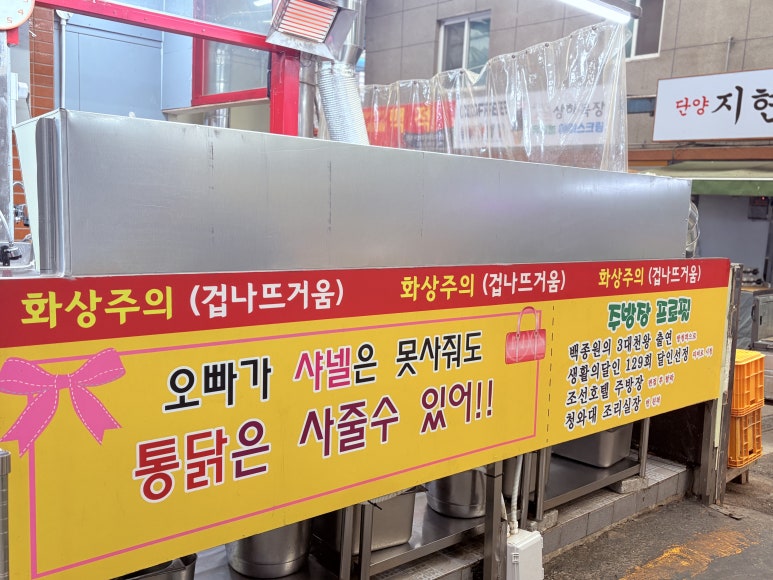 단양 지현
화상주의 (겁나뜨거움)
화상주의 (겁나뜨거움)
화상주의 (겁나뜨거움)
오빠가 샤넬은 못사줘도
통닭은 사줄수 있어!!
주방장 프로필
백종원의 3대천왕 출연
생활의달인 129회 달인선정
조선호텔 주방장
청와대 조리실장